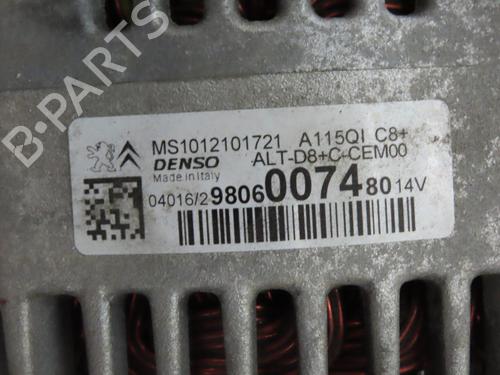 B-PARTS
MS1012101721 A115QI C8+
DENSO ALT-D8+C-CEM00
Made in Italy
04016/2 9806007480 14V